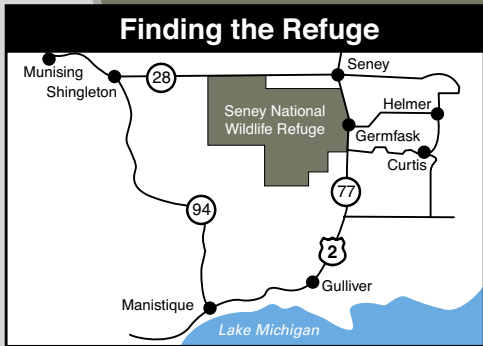 Finding the Refuge
Munising
Shingleton
28
Seney
Seney National
Wildlife Refuge
Helmer
Germfask
Curtis
77
94
2
Gulliver
Manistique
Lake Michigan